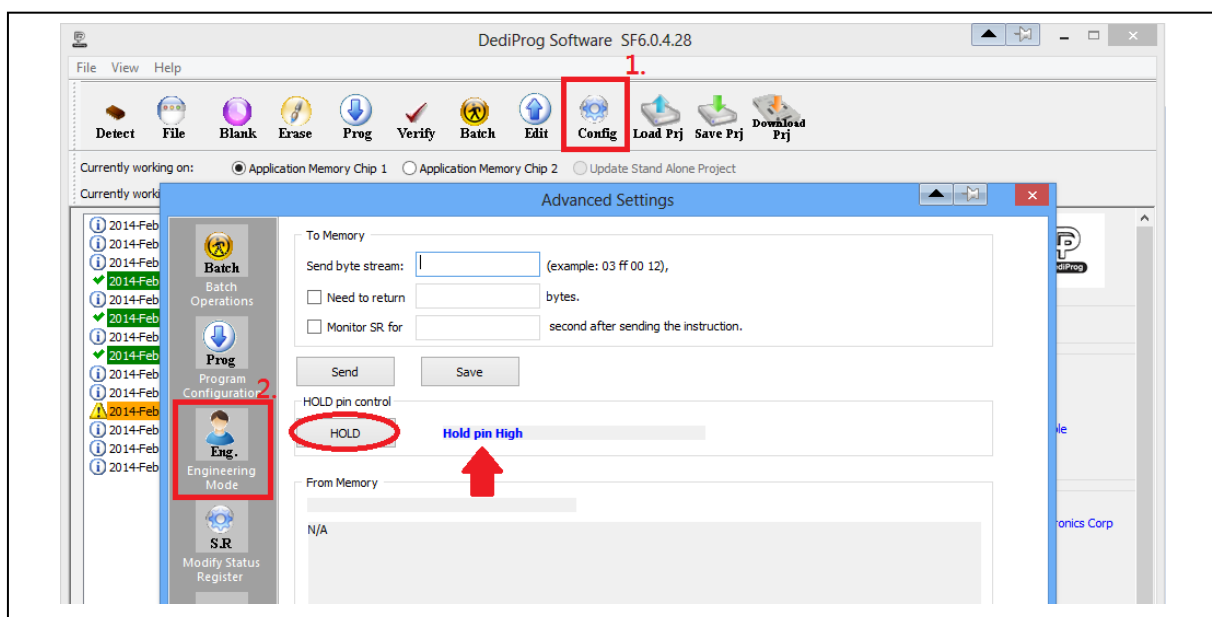 DediProg Software SF6.0.4.28
File View Help
1.
Detect File Blank Erase Prog Verify Batch Edit Config Load Prj Save Prj Download Prj
Currently working on: Application Memory Chip 1 Application Memory Chip 2 Update Stand Alone Project
Currently worki
Advanced Settings
2014-Feb
2014-Feb
2014-Feb
2014-Feb
2014-Feb
2014-Feb
2014-Feb
2014-Feb
2014-Feb
2014-Feb
2014-Feb
2014-Feb
2014-Feb
2014-Feb
Batch
Batch
Operations
Prog
Program
Configuration
2.
Eng.
Engineering
Mode
S.R
Modify Status
Register
To Memory
Send byte stream: (example: 03 ff 00 12),
Need to return bytes.
Monitor SR for second after sending the instruction.
Send Save
HOLD pin control
HOLD Hold pin High
From Memory
N/A
ediProg
le
ronics Corp